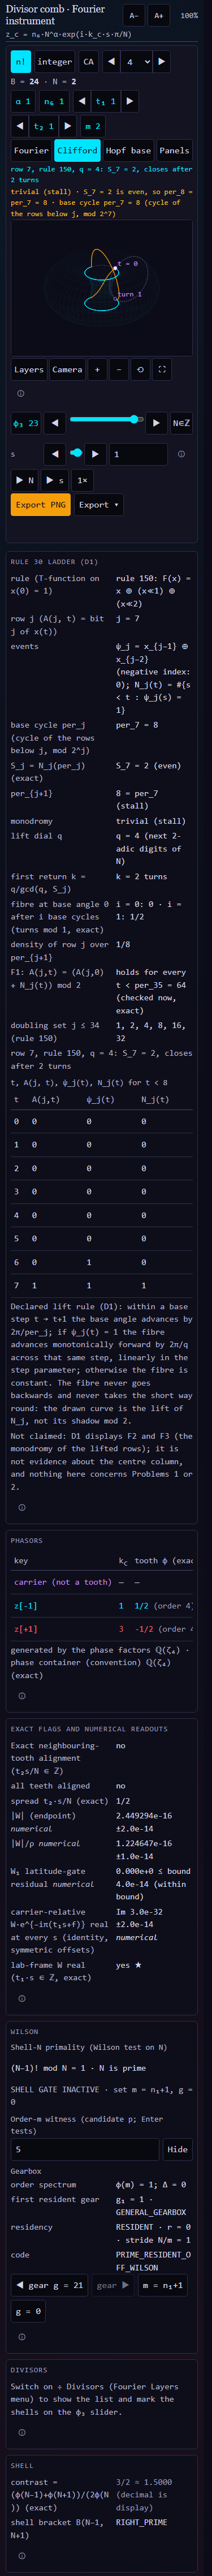 Divisor comb · Fourier instrument
A− A+ 100%
z_c = n₆·N^α·exp(i·k_c·s·π/N)
n! integer CA ◀ 4 ▶
B = 24 · N = 2
α 1 n₆ 1 ◀ t₁ 1 ▶
◀ t₂ 1 ▶ m 2
Fourier Clifford Hopf base Panels
row 7, rule 150, q = 4: S_7 = 2, closes after
2 turns
trivial (stall) · S_7 = 2 is even, so per_8 =
per_7 = 8 · base cycle per_7 = 8 (cycle of
the rows below j, mod 2^7)
t = 0
turn 1
Layers Camera + −
ϕ₃ 23 ◀ ▶ N∈ℤ
s ◀ ▶ 1
▶ N ▶ s 1×
Export PNG Export ▾
RULE 30 LADDER (D1)
rule (T-function on x(0) = 1) rule 150: F(x) = x ⊕ (x≪1) ⊕ (x≪2)
row j (A(j, t) = bit j of x(t)) j = 7
events ψ_j = x_{j−1} ⊕ x_{j−2} (negative index: 0); N_j(t) = #{s < t : ψ_j(s) = 1}
base cycle per_j (cycle of the rows below j, mod 2^j) per_7 = 8
S_j = N_j(per_j) (exact) S_7 = 2 (even)
per_{j+1} 8 = per_7 (stall)
monodromy trivial (stall)
lift dial q q = 4 (next 2-adic digits of N)
first return k = q/gcd(q, S_j) k = 2 turns
fibre at base angle 0 after i base cycles (turns mod 1, exact) i = 0: 0 · i = 1: 1/2
density of row j over per_{j+1} 1/8
F1: A(j,t) = (A(j,0) + N_j(t)) mod 2 holds for every t < per_35 = 64 (checked now, exact)
doubling set j ≤ 34 (rule 150) 1, 2, 4, 8, 16, 32
row 7, rule 150, q = 4: S_7 = 2, closes after 2 turns
t, A(j, t), ψ_j(t), N_j(t) for t < 8
t A(j,t) ψ_j(t) N_j(t)
0 0 0 0
1 0 0 0
2 0 0 0
3 0 0 0
4 0 0 0
5 0 0 0
6 0 1 0
7 1 1 1
Declared lift rule (D1): within a base
step t → t+1 the base angle advances by
2π/per_j; if ψ_j(t) = 1 the fibre
advances monotonically forward by 2π/q
across that same step, linearly in the
step parameter; otherwise the fibre is
constant. The fibre never goes
backwards and never takes the short way
round: the drawn curve is the lift of
N_j, not its shadow mod 2.
Not claimed: D1 displays F2 and F3 (the
monodromy of the lifted rows); it is
not evidence about the centre column,
and nothing here concerns Problems 1 or
2.
PHASORS
key k_C tooth ϕ (exac
carrier (not a tooth) — —
z[-1] 1 1/2 (order 4)
z[+1] 3 -1/2 (order 4)
generated by the phase factors ℚ(ζ₄) ·
phase container (convention) ℚ(ζ₄)
(exact)
EXACT FLAGS AND NUMERICAL READOUTS
Exact neighbouring-tooth alignment (t₂s/N ∈ ℤ) no
all teeth aligned no
spread t₂·s/N (exact) 1/2
|W| (endpoint) numerical 2.449294e-16 ±2.0e-14
|W|/ρ numerical 1.224647e-16 ±1.0e-14
W₁ latitude-gate residual numerical 0.000e+0 ≤ bound 4.0e-14 (within bound)
carrier-relative W·e^{−iπ(t₁s+f)} real at every s (identity, symmetric offsets) Im 3.0e-32 ±2.0e-14 numerical
lab-frame W real (t₁·s ∈ ℤ, exact) yes ★
WILSON
Shell-N primality (Wilson test on N)
(N−1)! mod N = 1 · N is prime
SHELL GATE INACTIVE · set m = n₁+1, g =
0
Order-m witness (candidate p; Enter
tests)
5 Hide
Gearbox
order spectrum ϕ(m) = 1; Δ = 0
first resident gear g₁ = 1 · GENERAL_GEARBOX
residency RESIDENT · r = 0 · stride N/m = 1
code PRIME_RESIDENT_OFF_WILSON
◀ gear g = 21 gear ▶ m = n₁+1
g = 0
DIVISORS
Switch on ÷ Divisors (Fourier Layers
menu) to show the list and mark the
shells on the ϕ₃ slider.
SHELL
contrast = (ϕ(N−1)+ϕ(N+1))/(2ϕ(N)) (exact) 3/2 ≈ 1.5000 (decimal is display)
shell bracket B(N−1, N+1) RIGHT_PRIME